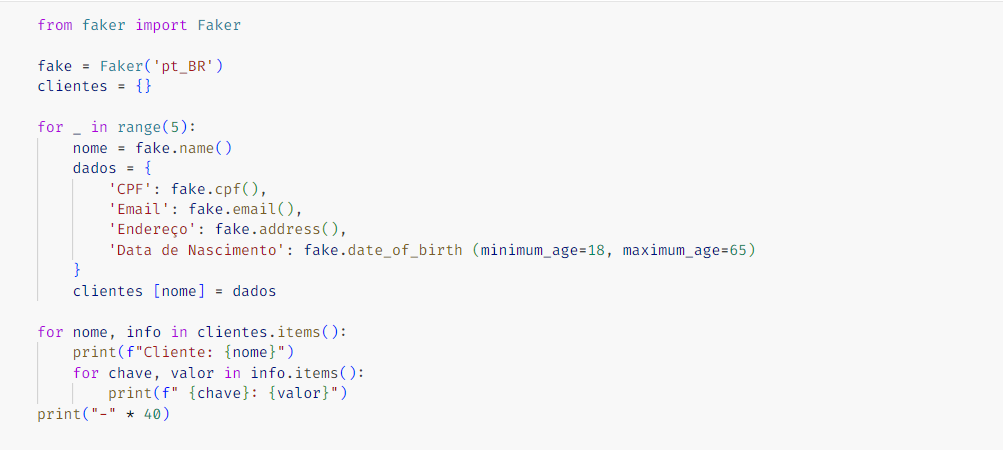 from faker import Faker

fake = Faker('pt_BR')
clientes = {}

for _ in range(5):
    nome = fake.name()
    dados = {
        'CPF': fake.cpf(),
        'Email': fake.email(),
        'Endereço': fake.address(),
        'Data de Nascimento': fake.date_of_birth (minimum_age=18, maximum_age=65)
    }
    clientes [nome] = dados

for nome, info in clientes.items():
    print(f"Cliente: {nome}")
    for chave, valor in info.items():
        print(f" {chave}: {valor}")
print("-" * 40)